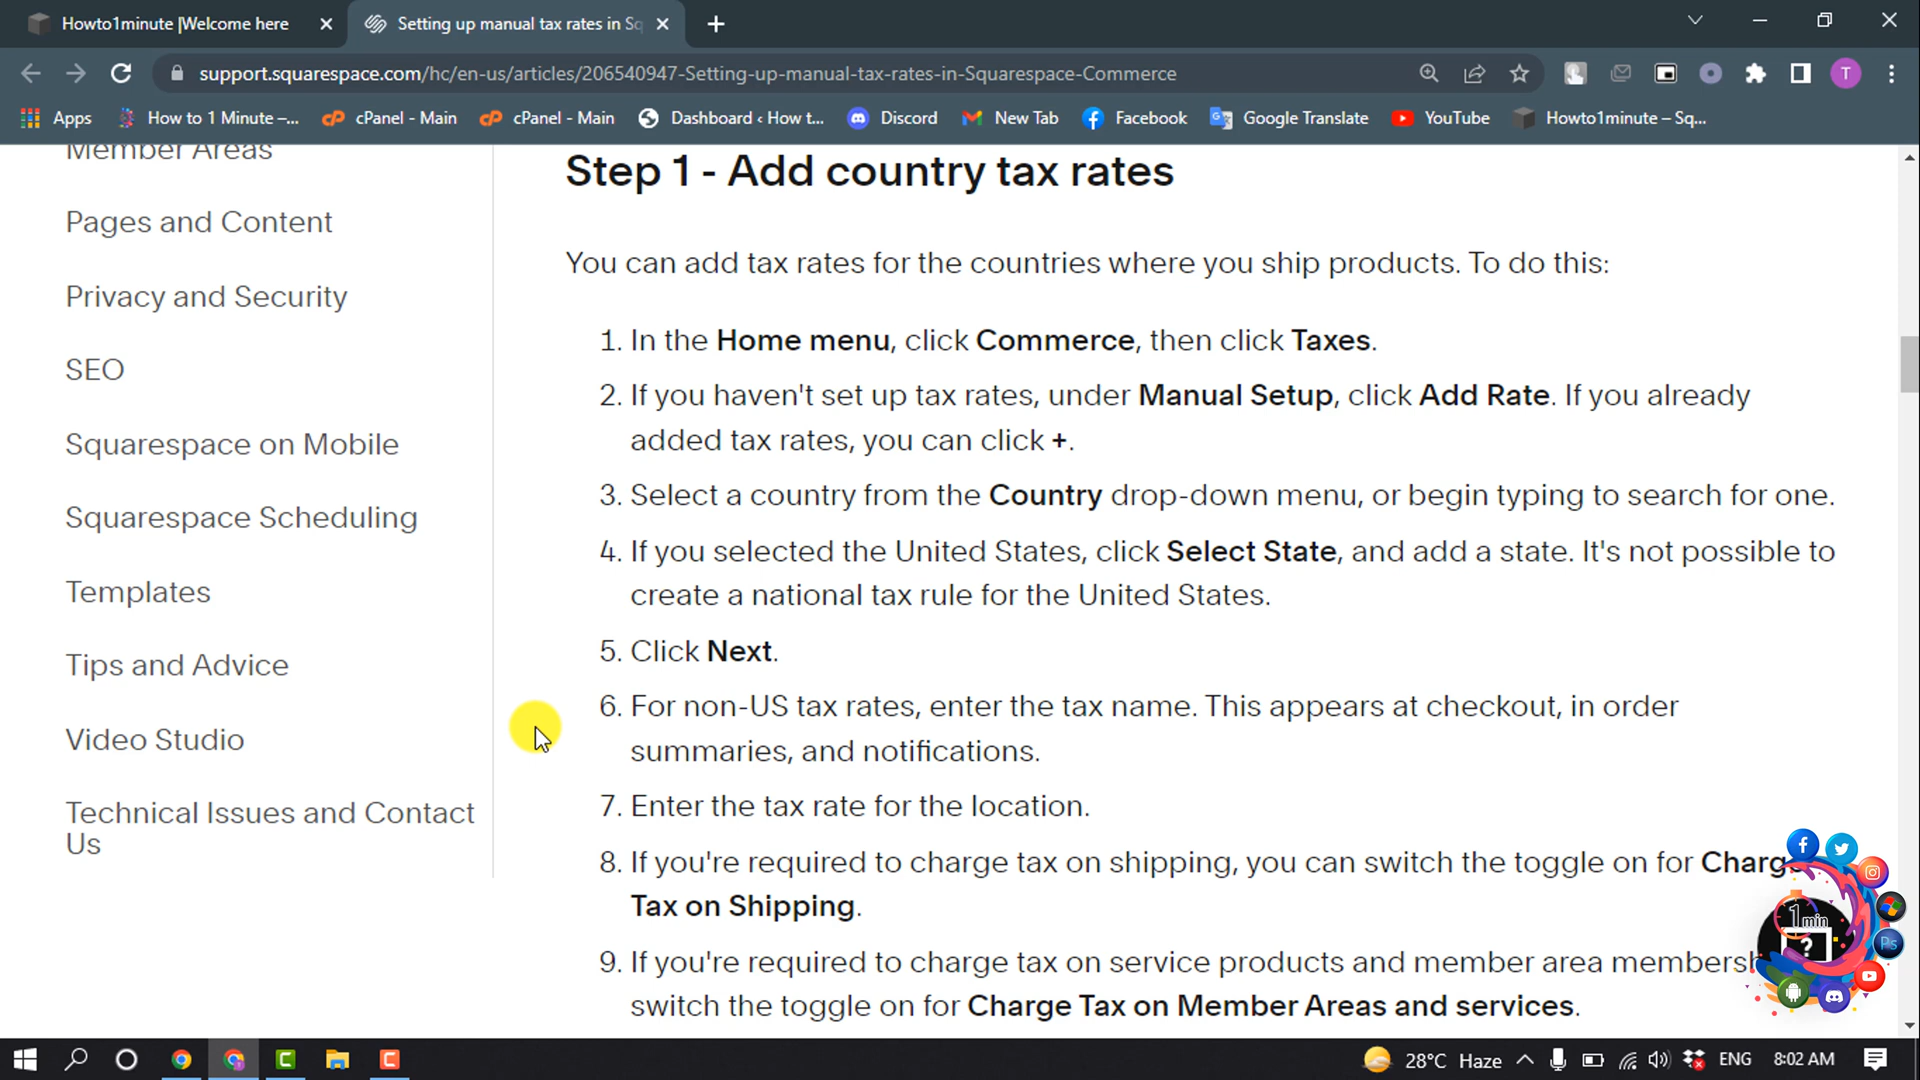 Howto1minute |Welcome here
Setting up manual tax rates in Sq
support.squarespace.com/hc/en-us/articles/206540947-Setting-up-manual-tax-rates-in-Squarespace-Commerce
T
Apps
How to 1 Minute –...
cPanel - Main
cPanel - Main
Dashboard ‹ How t...
Discord
New Tab
Facebook
Google Translate
YouTube
Howto1minute – Sq...
Member Areas
Pages and Content
Privacy and Security
SEO
Squarespace on Mobile
Squarespace Scheduling
Templates
Tips and Advice
Video Studio
Technical Issues and Contact
Us
Step 1 - Add country tax rates
You can add tax rates for the countries where you ship products. To do this:
1. In the Home menu, click Commerce, then click Taxes.
2. If you haven't set up tax rates, under Manual Setup, click Add Rate. If you already
added tax rates, you can click +.
3. Select a country from the Country drop-down menu, or begin typing to search for one.
4. If you selected the United States, click Select State, and add a state. It's not possible to
create a national tax rule for the United States.
5. Click Next.
6. For non-US tax rates, enter the tax name. This appears at checkout, in order
summaries, and notifications.
7. Enter the tax rate for the location.
8. If you're required to charge tax on shipping, you can switch the toggle on for Charge
Tax on Shipping.
9. If you're required to charge tax on service products and member area membersh
switch the toggle on for Charge Tax on Member Areas and services.
1 min
?
Ps
28°C Haze
ENG
8:02 AM